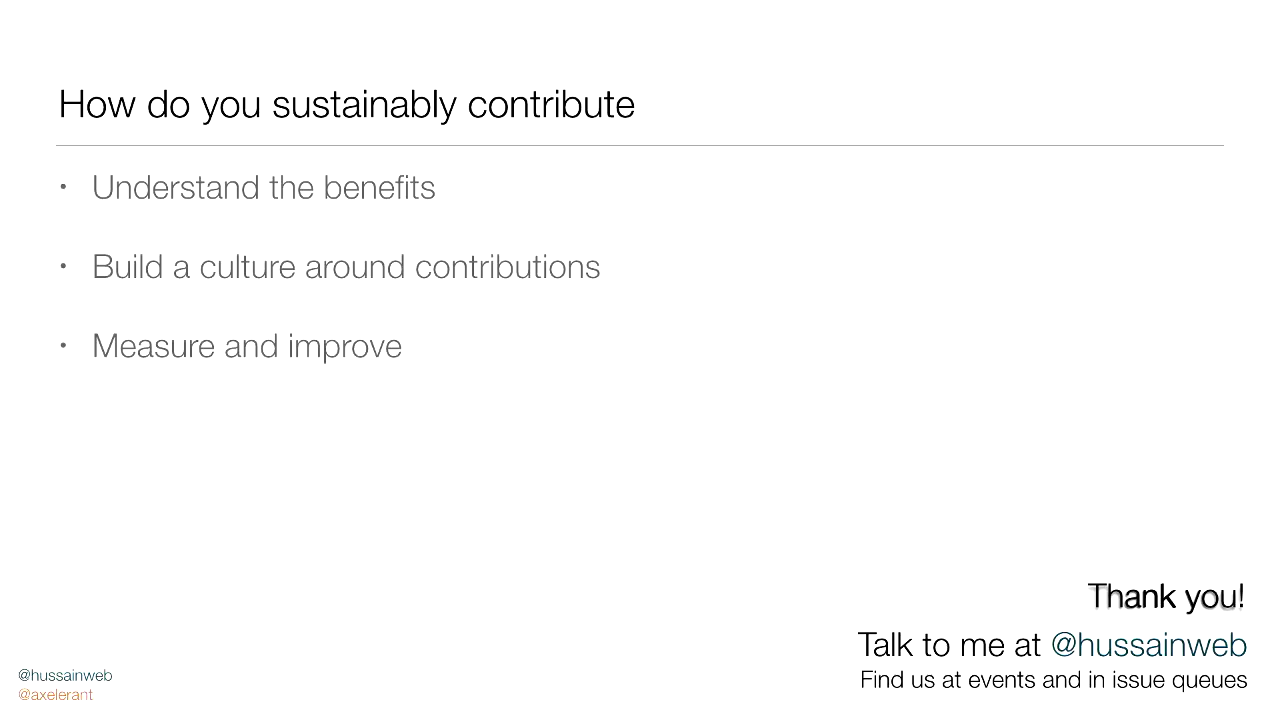 How do you sustainably contribute
• Understand the benefits
• Build a culture around contributions
• Measure and improve
Thank you!
Talk to me at @hussainweb
Find us at events and in issue queues
@hussainweb
@axelerant